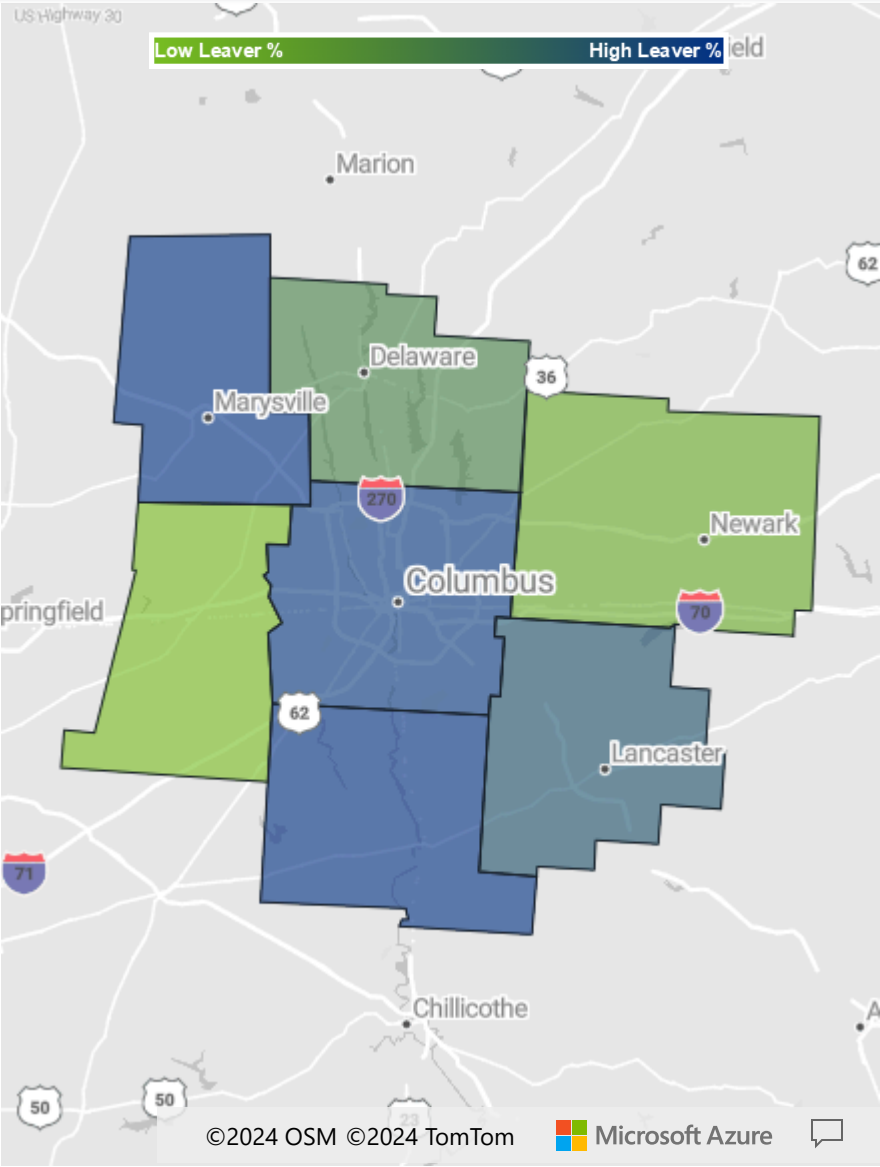 US Highway 30
Low Leaver % High Leaver %
ield
Marion
62
Delaware
36
Marysville
270
Newark
Columbus
70
pringfield
62
Lancaster
71
Chillicothe
A
50
50
23
©2024 OSM ©2024 TomTom Microsoft Azure